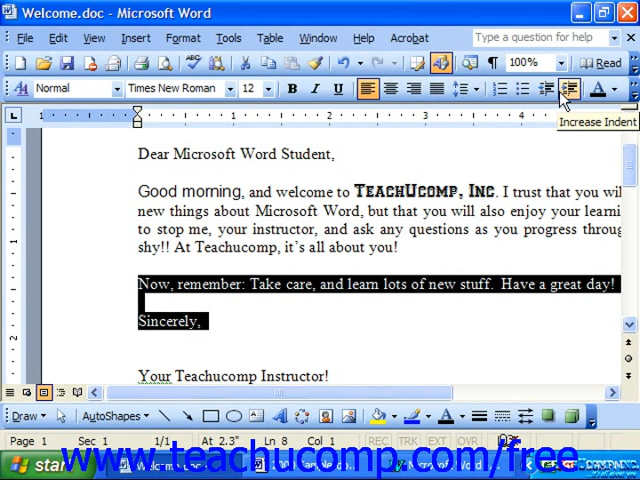 Welcome.doc - Microsoft Word
File Edit View Insert Format Tools Table Window Help Acrobat Type a question for help
100% Read
Normal Times New Roman 12 B I U
Increase Indent
Dear Microsoft Word Student,
Good morning, and welcome to TEACHUCOMP, INC. I trust that you wil
new things about Microsoft Word, but that you will also enjoy your learni
to stop me, your instructor, and ask any questions as you progress throug
shy!! At Teachucomp, it's all about you!
Now, remember: Take care, and learn lots of new stuff. Have a great day!
Sincerely,
Your Teachucomp Instructor!
Draw AutoShapes
Page 1 Sec 1 1/1 At 2.3" Ln 8 Col 1 REC TRK EXT OVR
start
www.teachucomp.com/free